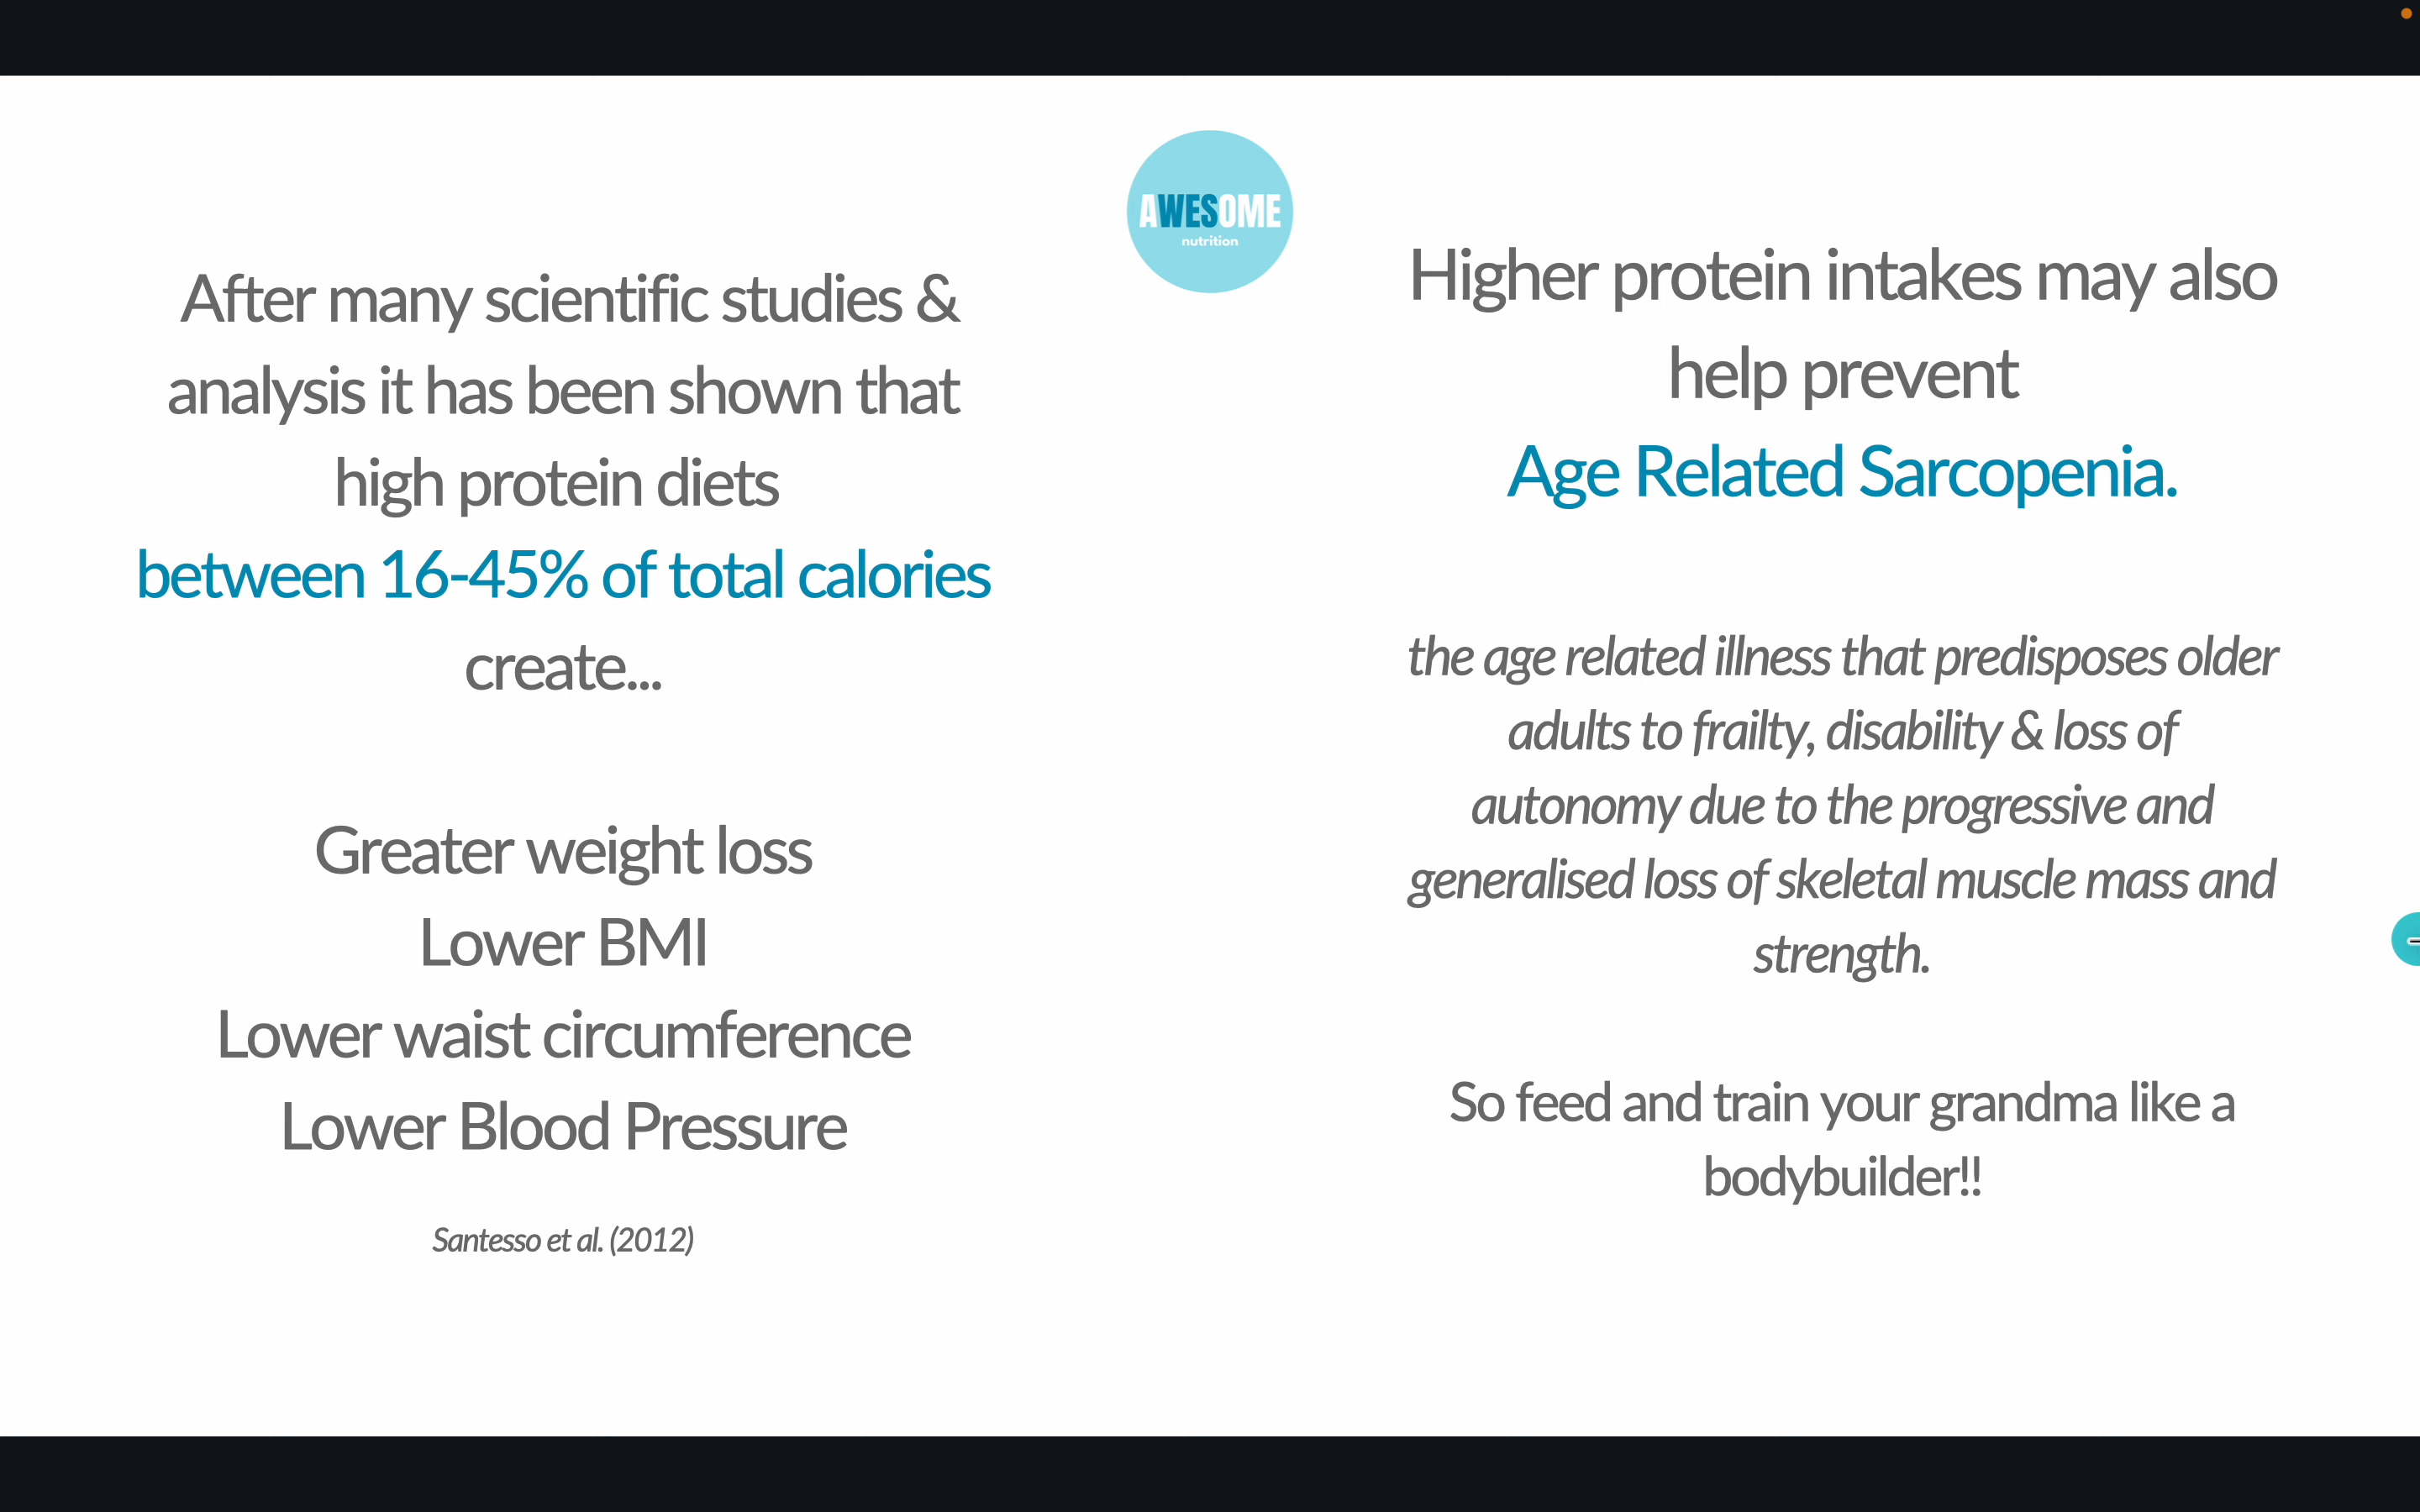 AWESOME
nutrition
After many scientific studies &
analysis it has been shown that
high protein diets
between 16-45% of total calories
create...
Greater weight loss
Lower BMI
Lower waist circumference
Lower Blood Pressure
Santesso et al. (2012)
Higher protein intakes may also
help prevent
Age Related Sarcopenia.
the age related illness that predisposes older
adults to frailty, disability & loss of
autonomy due to the progressive and
generalised loss of skeletal muscle mass and
strength.
So feed and train your grandma like a
bodybuilder!!